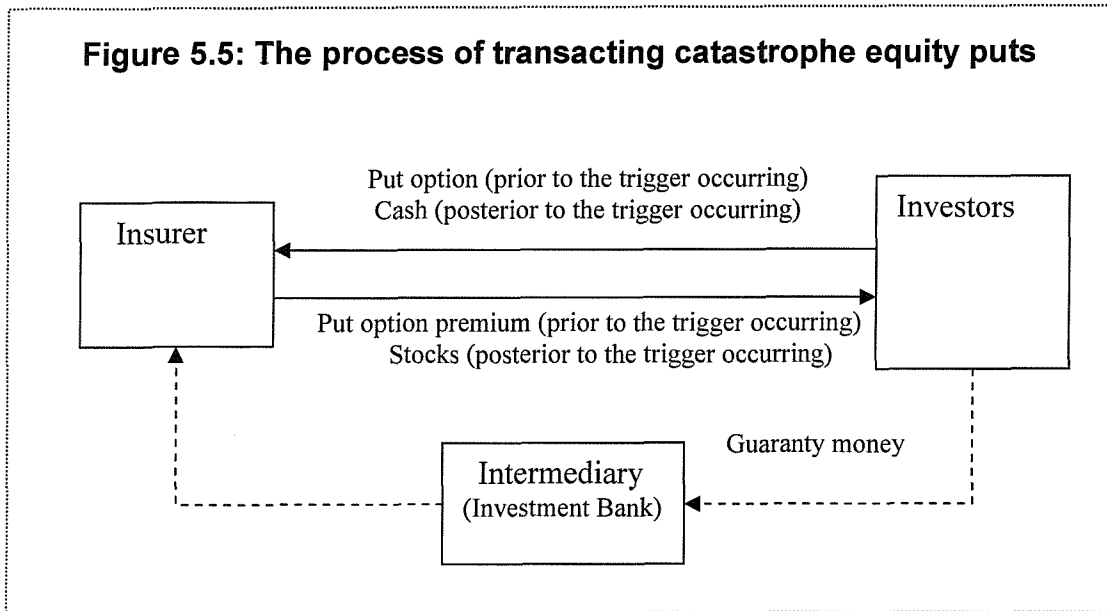 Figure 5.5: The process of transacting catastrophe equity puts
Put option (prior to the trigger occurring)
Cash (posterior to the trigger occurring)
Insurer
Investors
Put option premium (prior to the trigger occurring)
Stocks (posterior to the trigger occurring)
Guaranty money
Intermediary
(Investment Bank)